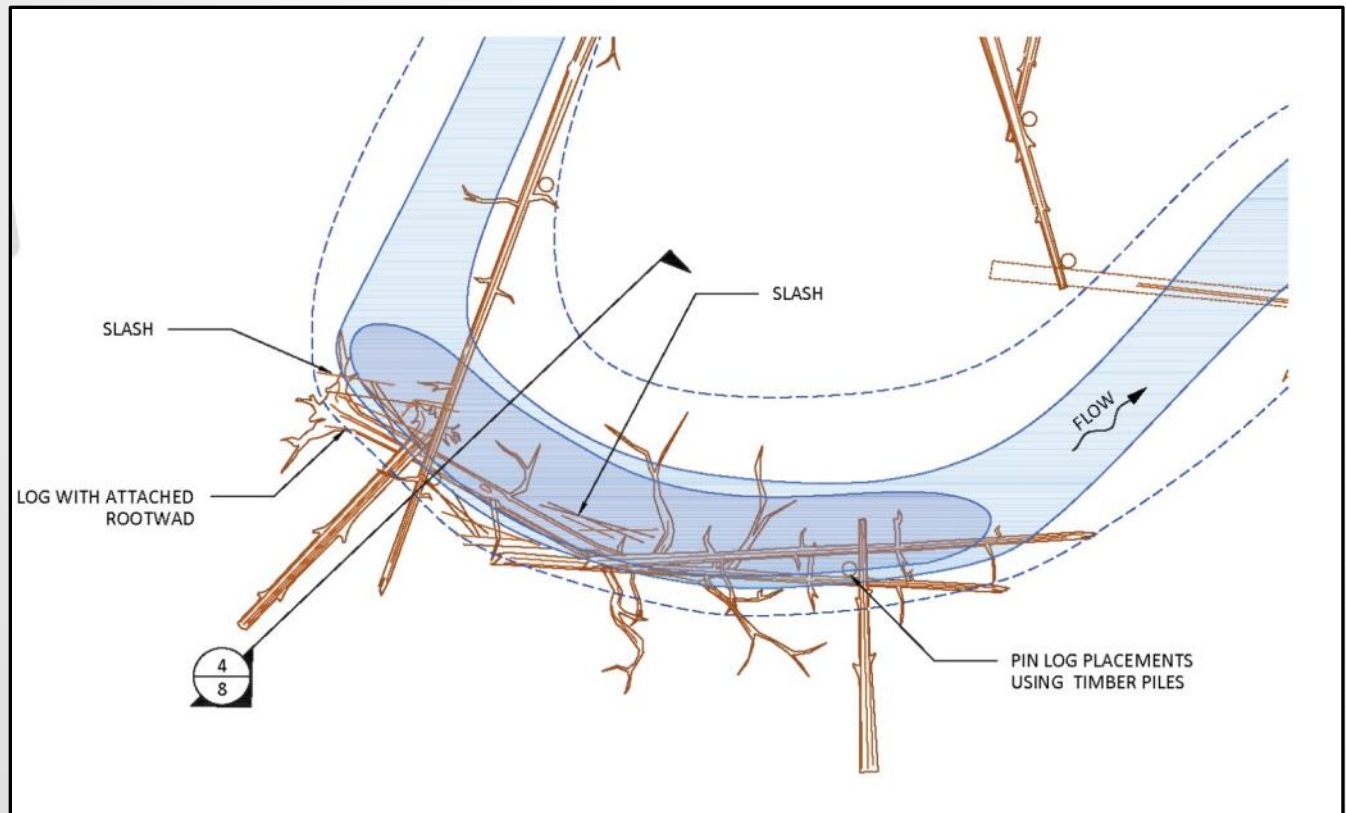 SLASH
SLASH
FLOW
LOG WITH ATTACHED
ROOTWAD
PIN LOG PLACEMENTS
USING TIMBER PILES
4
8